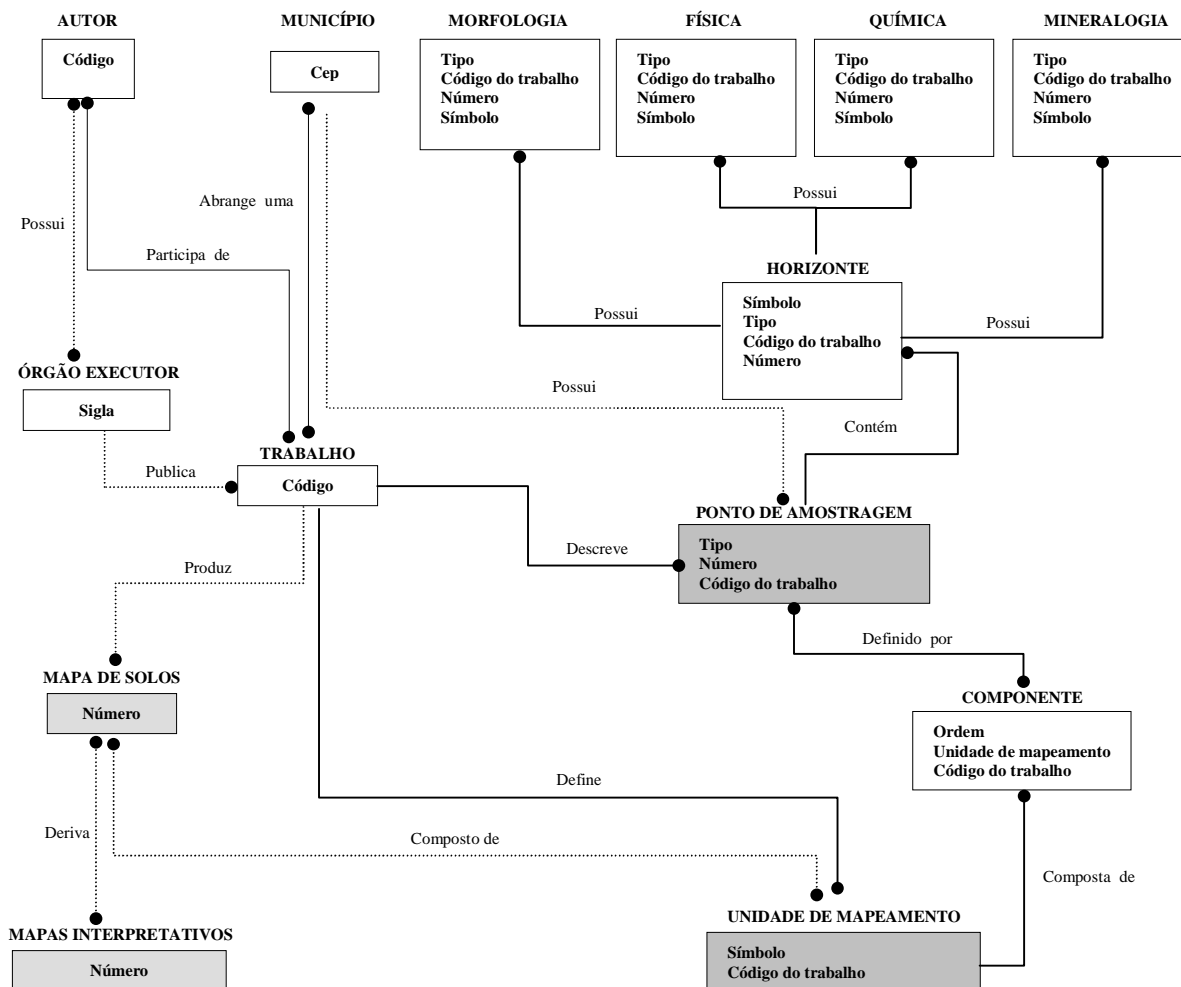 AUTOR
Código
MUNICÍPIO
Cep
MORFOLOGIA
Tipo
Código do trabalho
Número
Símbolo
FÍSICA
Tipo
Código do trabalho
Número
Símbolo
QUÍMICA
Tipo
Código do trabalho
Número
Símbolo
MINERALOGIA
Tipo
Código do trabalho
Número
Símbolo
Possui
Abrange uma
Participa de
Possui
Possui
HORIZONTE
Símbolo
Tipo
Código do trabalho
Número
Possui
ÓRGÃO EXECUTOR
Sigla
Possui
Contém
Publica
TRABALHO
Código
PONTO DE AMOSTRAGEM
Tipo
Número
Código do trabalho
Descreve
Produz
Definido por
MAPA DE SOLOS
Número
COMPONENTE
Ordem
Unidade de mapeamento
Código do trabalho
Define
Deriva
Composto de
Composta de
MAPAS INTERPRETATIVOS
Número
UNIDADE DE MAPEAMENTO
Símbolo
Código do trabalho